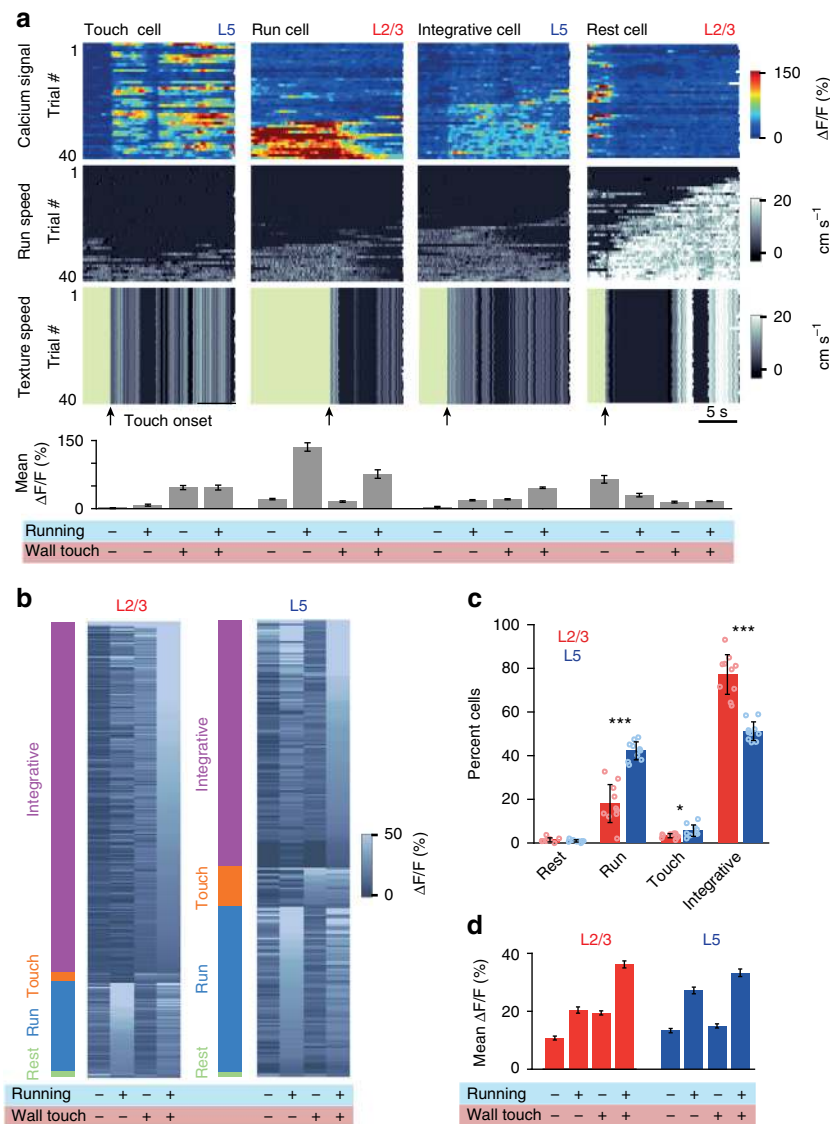 a
Touch cell L5 Run cell L2/3 Integrative cell L5 Rest cell L2/3
Calcium signal
Trial #
1
40
150
0
ΔF/F (%)
Run speed
Trial #
1
40
20
0
cm s⁻¹
Texture speed
Trial #
1
40
20
0
cm s⁻¹
Touch onset
5 s
Mean
ΔF/F (%)
150
0
Running – + – + – + – + – + – + – + – +
Wall touch – – + + – – + + – – + + – – + +
b
L2/3 L5
Integrative
Touch
Run
Rest
Integrative
Touch
Run
Rest
50
0
ΔF/F (%)
Running – + – + – + – +
Wall touch – – + + – – + +
c
Percent cells
100
80
60
40
20
0
L2/3
L5
***
*
***
Rest
Run
Touch
Integrative
d
L2/3 L5
Mean ΔF/F (%)
40
20
0
– + – + – + – +
– – + + – – + +